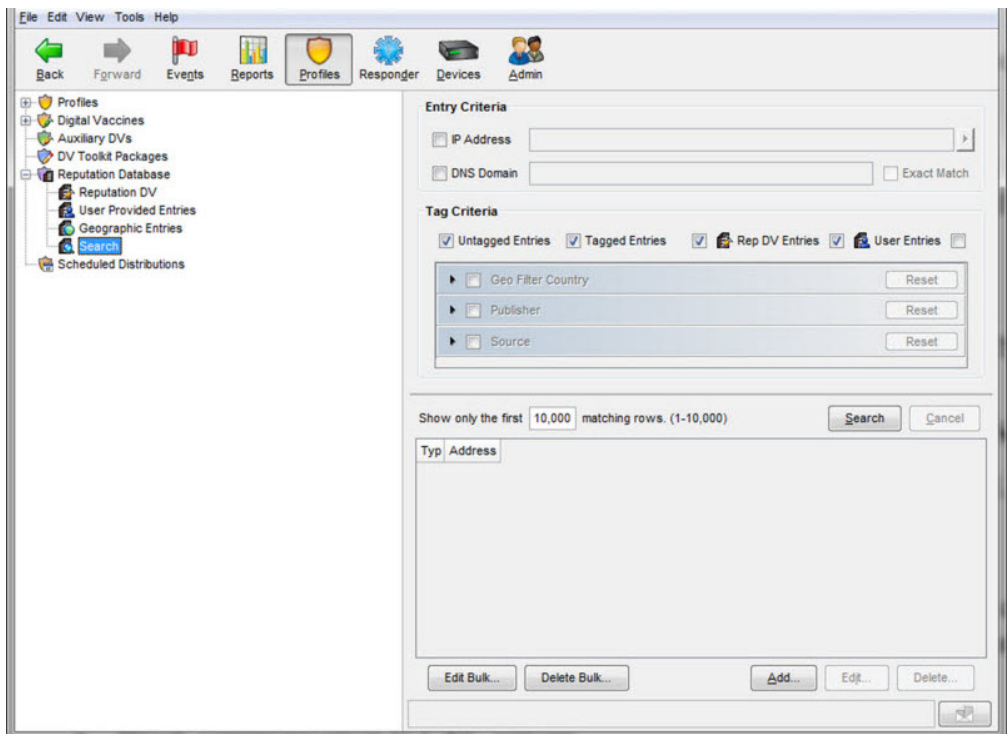 File Edit View Tools Help
Back Forward Events Reports Profiles Responder Devices Admin
Profiles
Digital Vaccines
Auxiliary DVs
DV Toolkit Packages
Reputation Database
Reputation DV
User Provided Entries
Geographic Entries
Search
Scheduled Distributions
Entry Criteria
IP Address
DNS Domain Exact Match
Tag Criteria
Untagged Entries Tagged Entries Rep DV Entries User Entries
Geo Filter Country Reset
Publisher Reset
Source Reset
Show only the first 10,000 matching rows. (1-10,000) Search Cancel
Typ Address
Edit Bulk... Delete Bulk... Add... Edit... Delete...